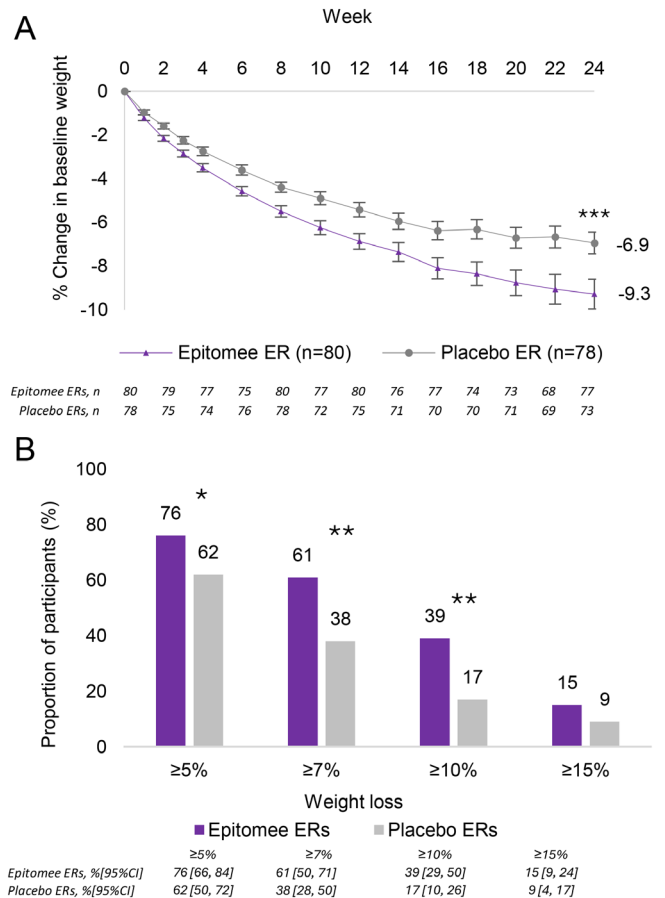 A
Week
0 2 4 6 8 10 12 14 16 18 20 22 24
% Change in baseline weight
0
-2
-4
-6
-8
-10
***
-6.9
-9.3
Epitomee ER (n=80) Placebo ER (n=78)
Epitomee ERs, n 80 79 77 75 80 77 80 76 77 74 73 68 77
Placebo ERs, n 78 75 74 76 78 72 75 71 70 70 71 69 73
B
Proportion of participants (%)
100
80
60
40
20
0
76 * 62
61 ** 38
39 ** 17
15 9
≥5% ≥7% ≥10% ≥15%
Weight loss
Epitomee ERs Placebo ERs
≥5% ≥7% ≥10% ≥15%
Epitomee ERs, %[95%CI] 76 [66, 84] 61 [50, 71] 39 [29, 50] 15 [9, 24]
Placebo ERs, %[95%CI] 62 [50, 72] 38 [28, 50] 17 [10, 26] 9 [4, 17]